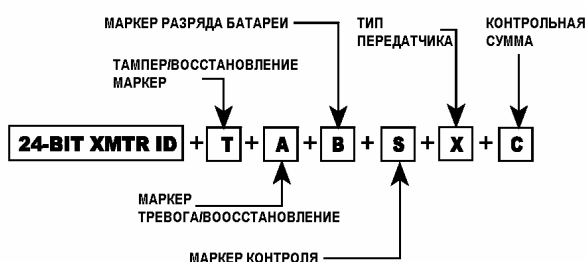 МАРКЕР РАЗРЯДА БАТАРЕИ
ТИП
ПЕРЕДАТЧИКА
КОНТРОЛЬНАЯ
СУММА
ТАМПЕР/ВОССТАНОВЛЕНИЕ
МАРКЕР
24-BIT XMTR ID + T + A + B + S + X + C
МАРКЕР
ТРЕВОГА/ВООССТАНОВЛЕНИЕ
МАРКЕР КОНТРОЛЯ